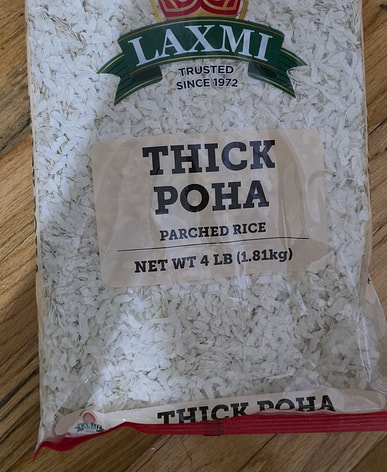 LAXMI
TRUSTED
SINCE 1972
THICK
POHA
PARCHED RICE
NET WT 4 LB (1.81kg)
THICK POHA